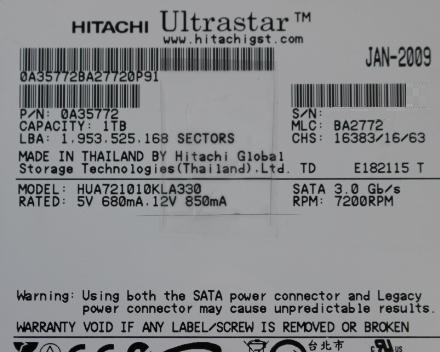 HITACHI Ultrastar™
www.hitachigst.com
JAN-2009
0A35772BA27720P91
P/N: 0A35772 S/N:
CAPACITY: 1TB MLC: BA2772
LBA: 1.953.525.168 SECTORS CHS: 16383/16/63
MADE IN THAILAND BY Hitachi Global
Storage Technologies(Thailand).Ltd. TD E182115 T
MODEL: HUA721010KLA330 SATA 3.0 Gb/s
RATED: 5V 680mA.12V 850mA RPM: 7200RPM
Warning: Using both the SATA power connector and Legacy
power connector may cause unpredictable results.
WARRANTY VOID IF ANY LABEL/SCREW IS REMOVED OR BROKEN
台北市